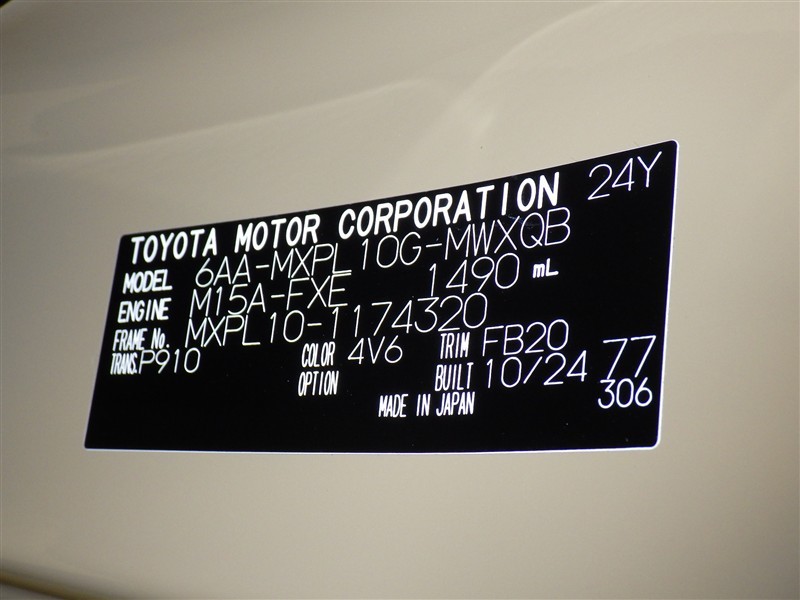 TOYOTA MOTOR CORPORATION 24Y
MODEL 6AA-MXPL10G-MWXQB
ENGINE M15A-FXE 1490 mL
FRAME No. MXPL10-1174320
TRANS. P910 COLOR 4V6 TRIM FB20 77
OPTION BUILT 10/24 306
MADE IN JAPAN